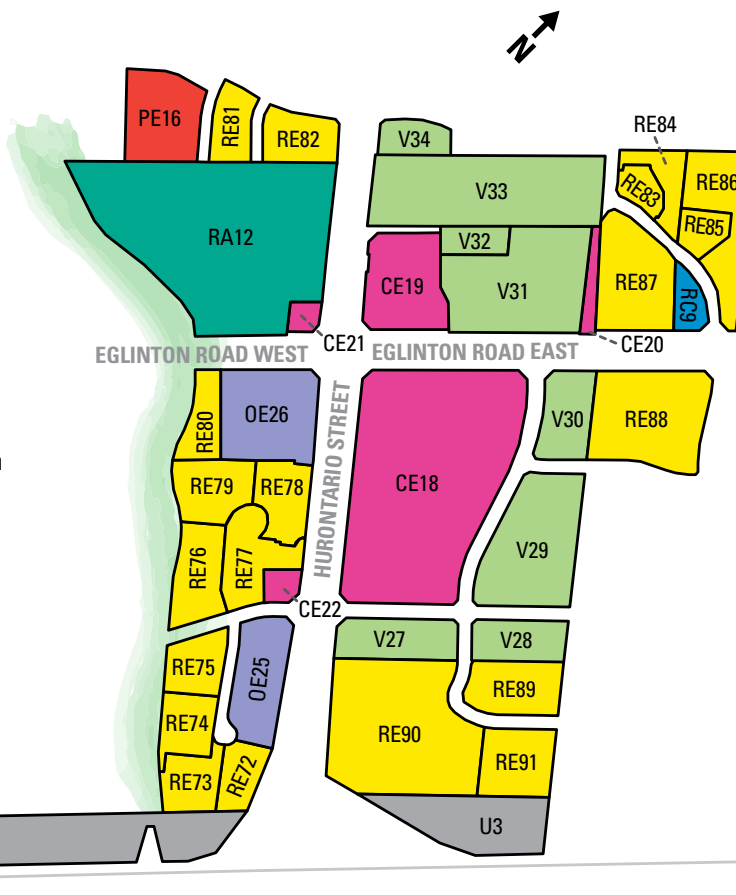 N
PE16
RE81
RE82
V34
RE84
V33
RE83
RE86
RE85
RA12
V32
CE19
V31
RE87
RC9
CE21
CE20
EGLINTON ROAD WEST
EGLINTON ROAD EAST
RE80
OE26
HURONTARIO STREET
CE18
V30
RE88
RE79
RE78
RE76
RE77
V29
CE22
V27
V28
RE75
OE25
RE89
RE74
RE90
RE91
RE73
RE72
U3